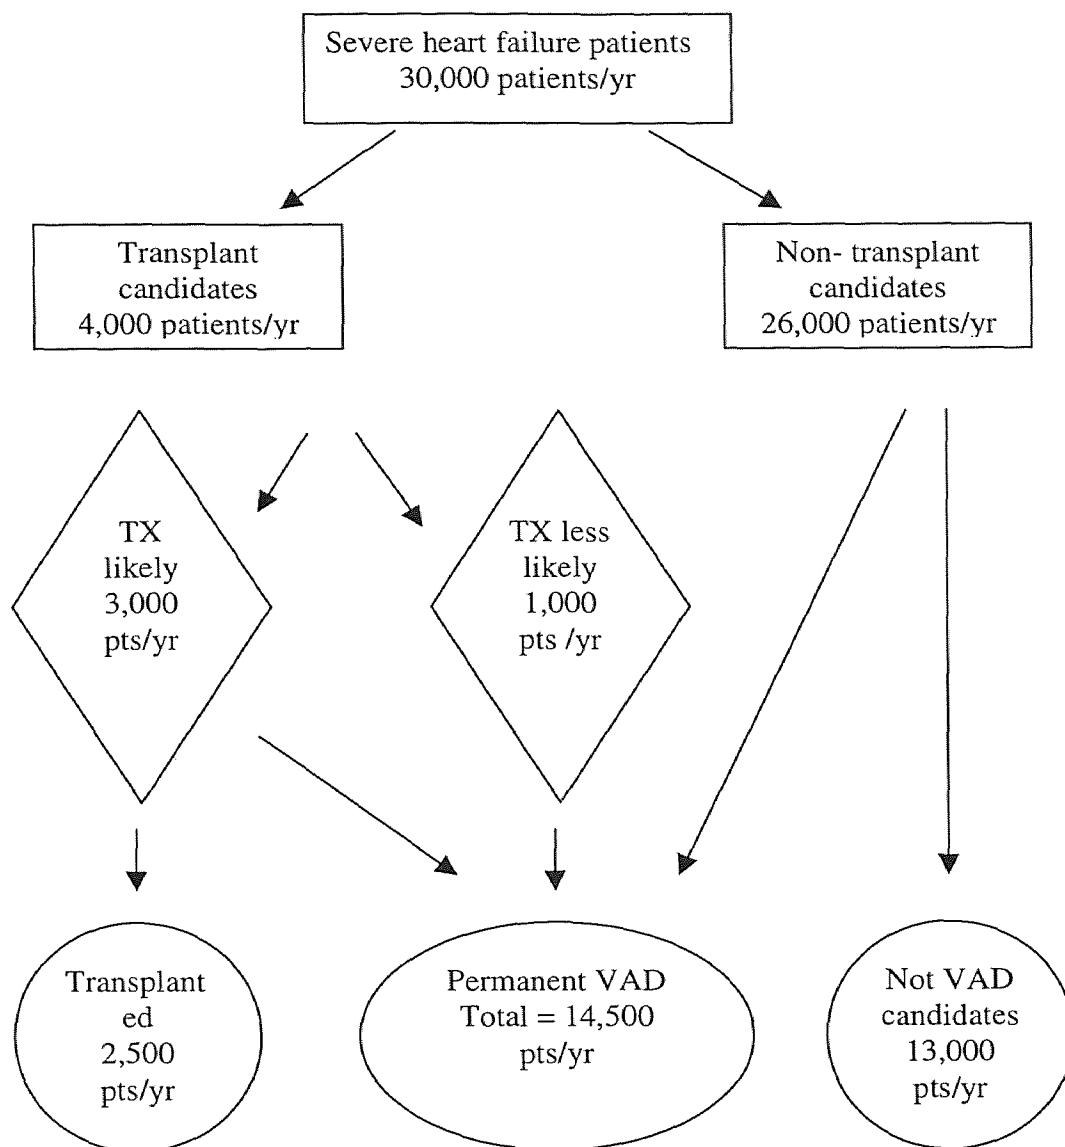 Severe heart failure patients
30,000 patients/yr
Transplant
candidates
4,000 patients/yr
Non- transplant
candidates
26,000 patients/yr
TX
likely
3,000
pts/yr
TX less
likely
1,000
pts /yr
Transplant
ed
2,500
pts/yr
Permanent VAD
Total = 14,500
pts/yr
Not VAD
candidates
13,000
pts/yr